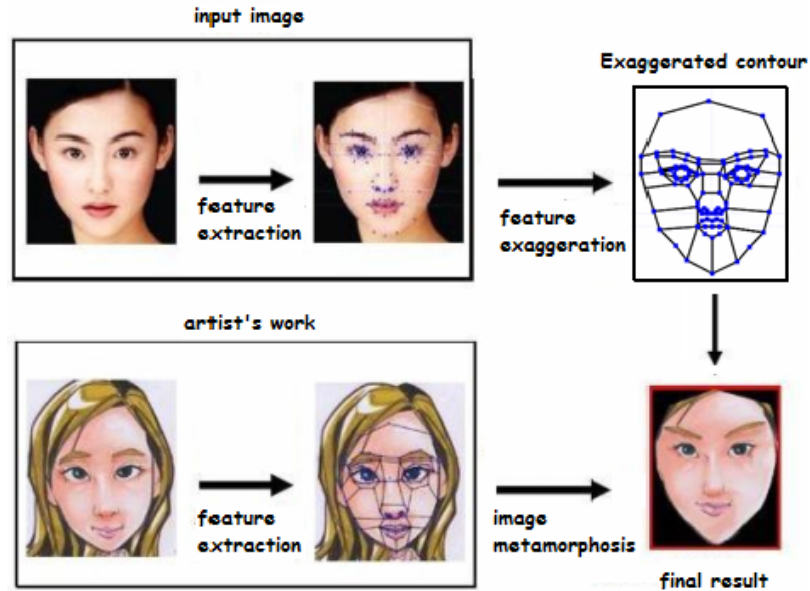 input image
Exaggerated contour
feature
extraction
feature
exaggeration
artist's work
feature
extraction
image
metamorphosis
final result